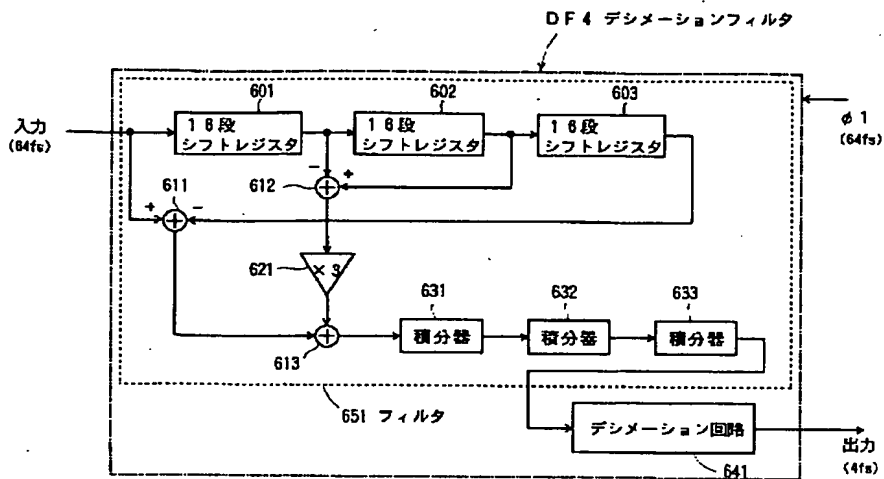 DF4 デシメーションフィルタ
601
602
603
入力
(64fs)
16段
シフトレジスタ
16段
シフトレジスタ
16段
シフトレジスタ
φ1
(64fs)
−
+
612
611
+
−
621
×3
631
632
633
積分器
積分器
積分器
613
651 フィルタ
デシメーション回路
641
出力
(4fs)